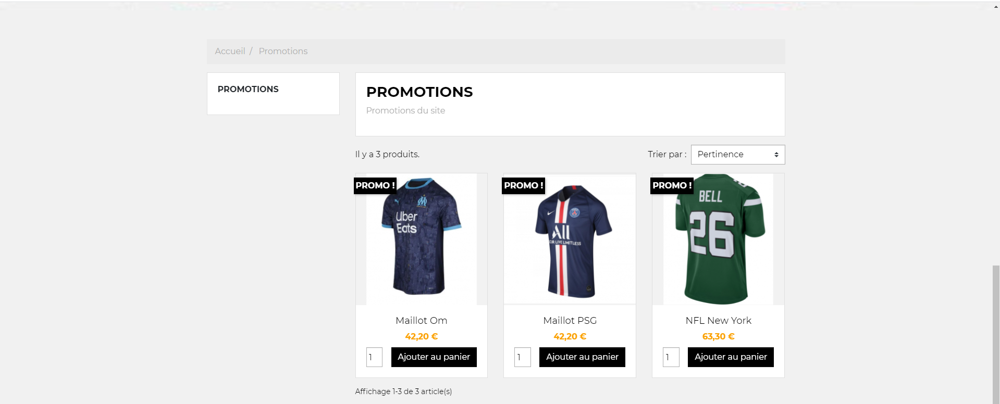 Accueil / Promotions
PROMOTIONS
PROMOTIONS
Promotions du site
Il y a 3 produits.
Trier par : Pertinence
PROMO !
Uber
Eats
PROMO !
All
OR LIVE LIMITLESS
PROMO !
BELL
26
Maillot Om
42,20 €
1 Ajouter au panier
Maillot PSG
42,20 €
1 Ajouter au panier
NFL New York
63,30 €
1 Ajouter au panier
Affichage 1-3 de 3 article(s)